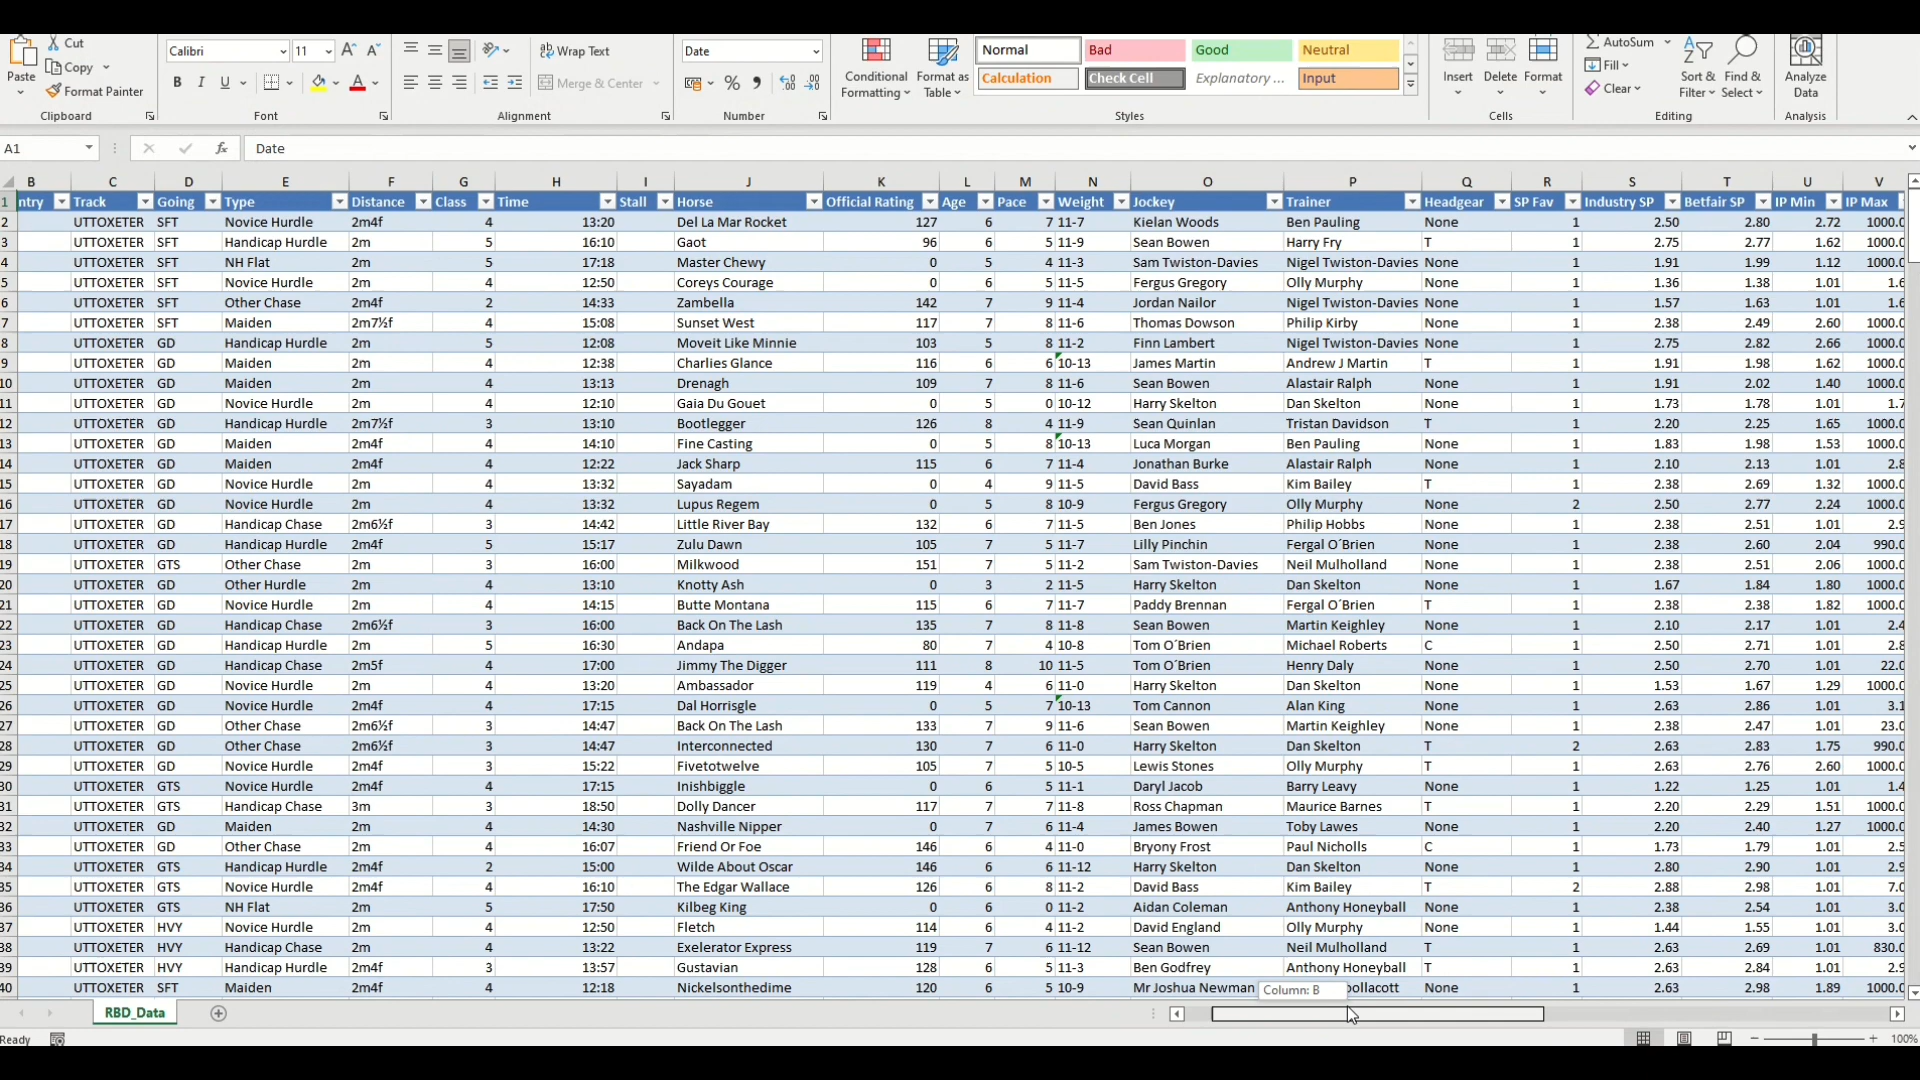 Cut
Copy
Format Painter
Paste
Clipboard
Calibri 11
B I U
Font
Wrap Text
Merge & Center
Alignment
Date
Number
Conditional Formatting
Format as Table
Normal Bad Good Neutral
Calculation Check Cell Explanatory ... Input
Styles
Insert Delete Format
Cells
AutoSum
Fill
Clear
Sort & Filter
Find & Select
Editing
Analyze Data
Analysis
A1 fx Date
B C D E F G H I J K L M N O P Q R S T U V
1 ntry Track Going Type Distance Class Time Stall Horse Official Rating Age Pace Weight Jockey Trainer Headgear SP Fav Industry SP Betfair SP IP Min IP Max
2 UTTOXETER SFT Novice Hurdle 2m4f 4 13:20 Del La Mar Rocket 127 6 7 11-7 Kielan Woods Ben Pauling None 1 2.50 2.80 2.72 1000.0
3 UTTOXETER SFT Handicap Hurdle 2m 5 16:10 Gaot 96 6 5 11-9 Sean Bowen Harry Fry T 1 2.75 2.77 1.62 1000.0
4 UTTOXETER SFT NH Flat 2m 5 17:18 Master Chewy 0 5 4 11-3 Sam Twiston-Davies Nigel Twiston-Davies None 1 1.91 1.99 1.12 1000.0
5 UTTOXETER SFT Novice Hurdle 2m 4 12:50 Coreys Courage 0 6 5 11-5 Fergus Gregory Olly Murphy None 1 1.36 1.38 1.01 1.6
6 UTTOXETER SFT Other Chase 2m4f 2 14:33 Zambella 142 7 9 11-4 Jordan Nailor Nigel Twiston-Davies None 1 1.57 1.63 1.01 1.6
7 UTTOXETER SFT Maiden 2m7½f 4 15:08 Sunset West 117 7 8 11-6 Thomas Dowson Philip Kirby None 1 2.38 2.49 2.60 1000.0
8 UTTOXETER GD Handicap Hurdle 2m 5 12:08 Moveit Like Minnie 103 5 8 11-2 Finn Lambert Nigel Twiston-Davies None 1 2.75 2.82 2.66 1000.0
9 UTTOXETER GD Maiden 2m 4 12:38 Charlies Glance 116 6 6 10-13 James Martin Andrew J Martin T 1 1.91 1.98 1.62 1000.0
10 UTTOXETER GD Maiden 2m 4 13:13 Drenagh 109 7 8 11-6 Sean Bowen Alastair Ralph None 1 1.91 2.02 1.40 1000.0
11 UTTOXETER GD Novice Hurdle 2m 4 12:10 Gaia Du Gouet 0 5 0 10-12 Harry Skelton Dan Skelton None 1 1.73 1.78 1.01 1.7
12 UTTOXETER GD Handicap Hurdle 2m7½f 3 13:10 Bootlegger 126 8 4 11-9 Sean Quinlan Tristan Davidson T 1 2.20 2.25 1.65 1000.0
13 UTTOXETER GD Maiden 2m4f 4 14:10 Fine Casting 0 5 8 10-13 Luca Morgan Ben Pauling None 1 1.83 1.98 1.53 1000.0
14 UTTOXETER GD Maiden 2m4f 4 12:22 Jack Sharp 115 6 7 11-4 Jonathan Burke Alastair Ralph None 1 2.10 2.13 1.01 2.8
15 UTTOXETER GD Novice Hurdle 2m 4 13:32 Sayadam 0 4 9 11-5 David Bass Kim Bailey T 1 2.38 2.69 1.32 1000.0
16 UTTOXETER GD Novice Hurdle 2m 4 13:32 Lupus Regem 0 5 8 10-9 Fergus Gregory Olly Murphy None 2 2.50 2.77 2.24 1000.0
17 UTTOXETER GD Handicap Chase 2m6½f 3 14:42 Little River Bay 132 6 7 11-5 Ben Jones Philip Hobbs None 1 2.38 2.51 1.01 2.9
18 UTTOXETER GD Handicap Hurdle 2m4f 5 15:17 Zulu Dawn 105 7 5 11-7 Lilly Pinchin Fergal O´Brien None 1 2.38 2.60 2.04 990.0
19 UTTOXETER GTS Other Chase 2m 3 16:00 Milkwood 151 7 5 11-2 Sam Twiston-Davies Neil Mulholland None 1 2.38 2.51 2.06 1000.0
20 UTTOXETER GD Other Hurdle 2m 4 13:10 Knotty Ash 0 3 2 11-5 Harry Skelton Dan Skelton None 1 1.67 1.84 1.80 1000.0
21 UTTOXETER GD Novice Hurdle 2m 4 14:15 Butte Montana 115 6 7 11-7 Paddy Brennan Fergal O´Brien T 1 2.38 2.38 1.82 1000.0
22 UTTOXETER GD Handicap Chase 2m6½f 3 16:00 Back On The Lash 135 7 8 11-8 Sean Bowen Martin Keighley None 1 2.10 2.17 1.01 2.4
23 UTTOXETER GD Handicap Hurdle 2m 5 16:30 Andapa 80 7 4 10-8 Tom O´Brien Michael Roberts C 1 2.50 2.71 1.01 2.8
24 UTTOXETER GD Handicap Chase 2m5f 4 17:00 Jimmy The Digger 111 8 10 11-5 Tom O´Brien Henry Daly None 1 2.50 2.70 1.01 22.0
25 UTTOXETER GD Novice Hurdle 2m 4 13:20 Ambassador 119 4 6 11-0 Harry Skelton Dan Skelton None 1 1.53 1.67 1.29 1000.0
26 UTTOXETER GD Novice Hurdle 2m4f 4 17:15 Dal Horrisgle 0 5 7 10-13 Tom Cannon Alan King None 1 2.63 2.86 1.01 3.1
27 UTTOXETER GD Other Chase 2m6½f 3 14:47 Back On The Lash 133 7 9 11-6 Sean Bowen Martin Keighley None 1 2.38 2.47 1.01 23.0
28 UTTOXETER GD Other Chase 2m6½f 3 14:47 Interconnected 130 7 6 11-0 Harry Skelton Dan Skelton T 2 2.63 2.83 1.75 990.0
29 UTTOXETER GD Novice Hurdle 2m4f 3 15:22 Fivetotwelve 105 7 5 10-5 Lewis Stones Olly Murphy T 1 2.63 2.76 2.60 1000.0
30 UTTOXETER GTS Novice Hurdle 2m4f 4 17:15 Inishbiggle 0 6 5 11-1 Daryl Jacob Barry Leavy None 1 1.22 1.25 1.01 1.4
31 UTTOXETER GTS Handicap Chase 3m 3 18:50 Dolly Dancer 117 7 7 11-8 Ross Chapman Maurice Barnes T 1 2.20 2.29 1.51 1000.0
32 UTTOXETER GD Maiden 2m 4 14:30 Nashville Nipper 0 7 6 11-4 James Bowen Toby Lawes None 1 2.20 2.40 1.27 1000.0
33 UTTOXETER GD Other Chase 2m 4 16:07 Friend Or Foe 146 6 4 11-0 Bryony Frost Paul Nicholls C 1 1.73 1.79 1.01 2.5
34 UTTOXETER GTS Handicap Hurdle 2m4f 2 15:00 Wilde About Oscar 146 6 6 11-12 Harry Skelton Dan Skelton None 1 2.80 2.90 1.01 2.9
35 UTTOXETER GTS Novice Hurdle 2m4f 4 16:10 The Edgar Wallace 126 6 8 11-2 David Bass Kim Bailey T 2 2.88 2.98 1.01 7.0
36 UTTOXETER GTS NH Flat 2m 5 17:50 Kilbeg King 0 6 0 11-2 Aidan Coleman Anthony Honeyball None 1 2.38 2.54 1.01 3.0
37 UTTOXETER HVY Novice Hurdle 2m 4 12:50 Fletch 114 6 4 11-2 David England Olly Murphy None 1 1.44 1.55 1.01 3.0
38 UTTOXETER HVY Handicap Chase 2m 4 13:22 Exelerator Express 119 7 6 11-12 Sean Bowen Neil Mulholland T 1 2.63 2.69 1.01 830.0
39 UTTOXETER HVY Handicap Hurdle 2m4f 3 13:57 Gustavian 128 6 5 11-3 Ben Godfrey Anthony Honeyball T 1 2.63 2.84 1.01 2.9
40 UTTOXETER SFT Maiden 2m4f 4 12:18 Nickelsonthedime 120 6 5 10-9 Mr Joshua Newman ollacott None 1 2.63 2.98 1.89 1000.0
Column: B
RBD_Data
Ready 100%